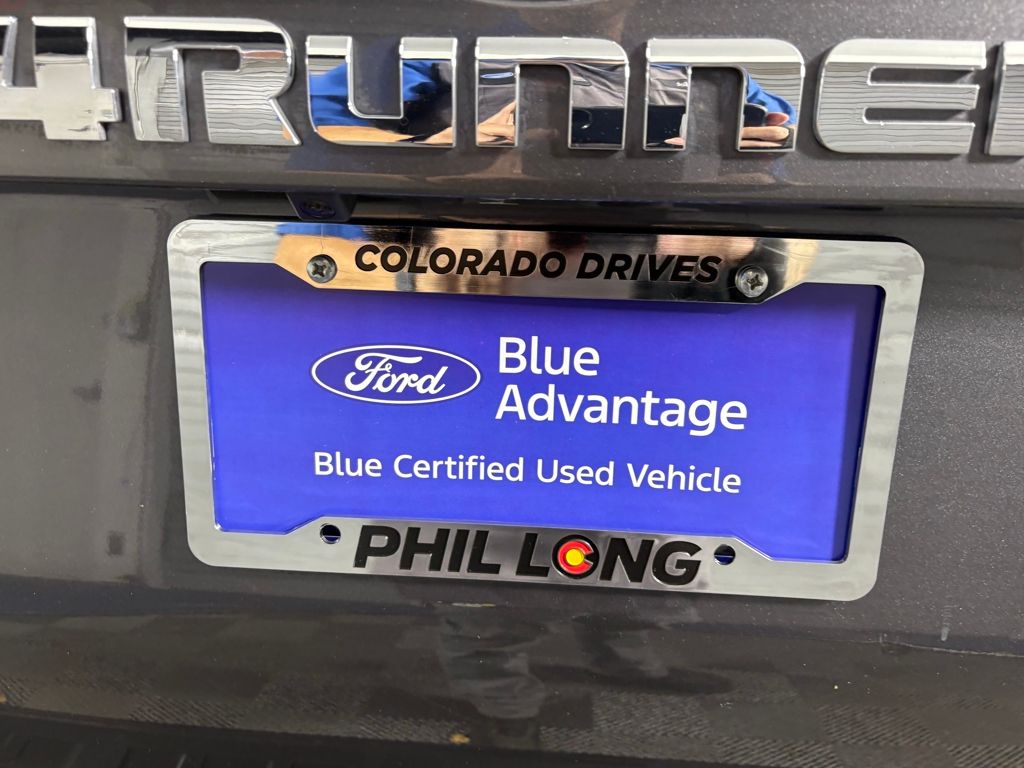 4RUNNER
COLORADO DRIVES
Ford
Blue
Advantage
Blue Certified Used Vehicle
PHIL LONG